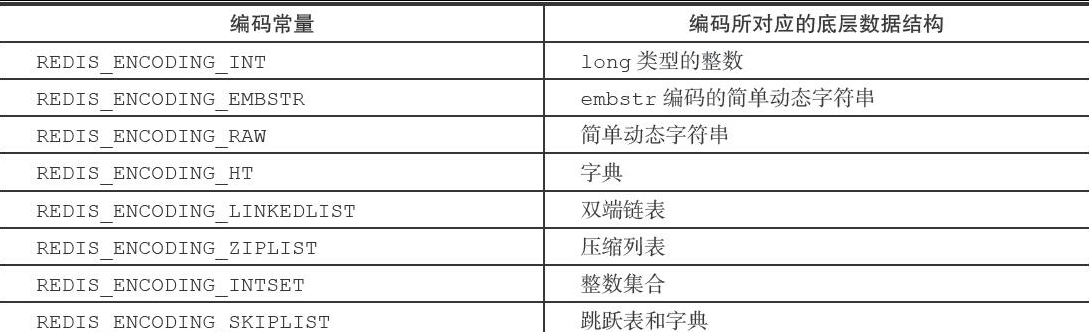 编码常量 编码所对应的底层数据结构
REDIS_ENCODING_INT long 类型的整数
REDIS_ENCODING_EMBSTR embstr 编码的简单动态字符串
REDIS_ENCODING_RAW 简单动态字符串
REDIS_ENCODING_HT 字典
REDIS_ENCODING_LINKEDLIST 双端链表
REDIS_ENCODING_ZIPLIST 压缩列表
REDIS_ENCODING_INTSET 整数集合
REDIS_ENCODING_SKIPLIST 跳跃表和字典